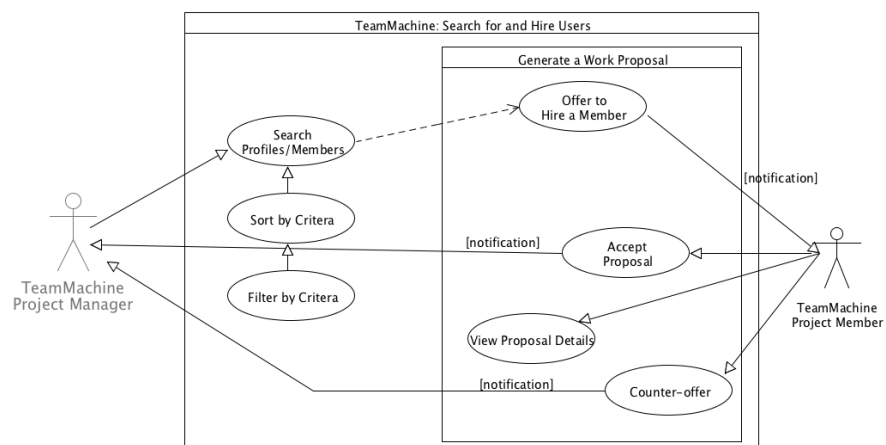 TeamMachine: Search for and Hire Users
Generate a Work Proposal
Offer to
Hire a Member
Search
Profiles/Members
[notification]
Sort by Critera
[notification]
Accept
Proposal
TeamMachine
Project Manager
Filter by Critera
TeamMachine
Project Member
View Proposal Details
[notification]
Counter-offer